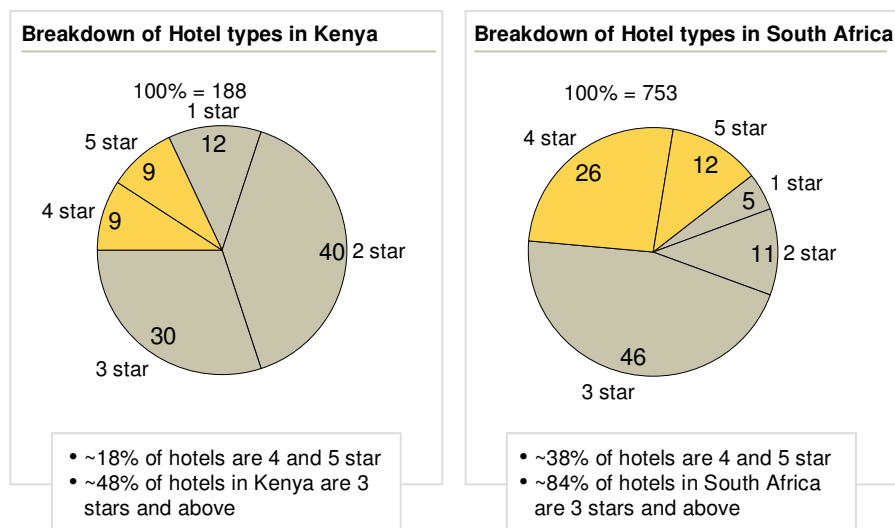 Breakdown of Hotel types in Kenya
100% = 188
1 star
12
5 star
9
4 star
9
40
2 star
30
3 star
• ~18% of hotels are 4 and 5 star
• ~48% of hotels in Kenya are 3
stars and above
Breakdown of Hotel types in South Africa
100% = 753
4 star
26
5 star
12
1 star
5
11
2 star
46
3 star
• ~38% of hotels are 4 and 5 star
• ~84% of hotels in South Africa
are 3 stars and above